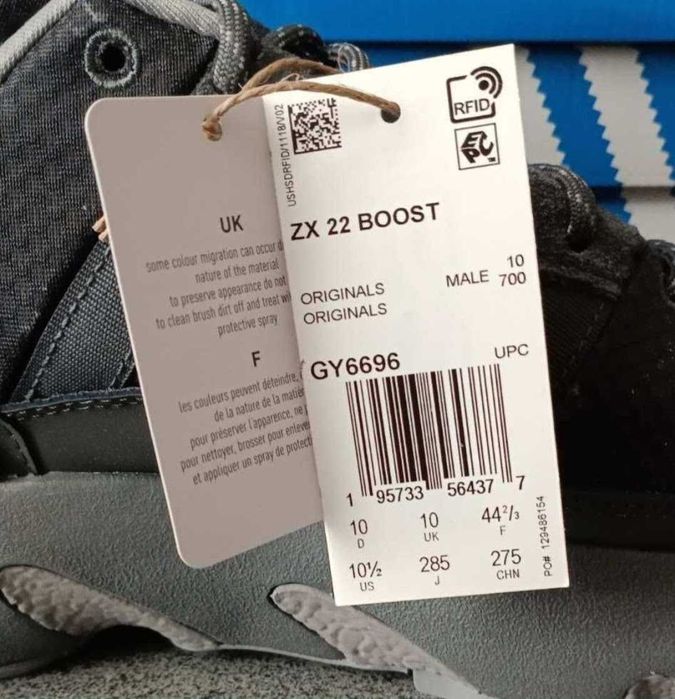 UK
some colour migration can occur d
nature of the material
to preserve appearance do not
to clean brush dirt off and treat wi
protective spray
F
les couleurs peuvent déteindre,
de la nature de la matiè
pour préserver l'apparence, ne
pour nettoyer, brosser pour enleve
et appliquer un spray de protect
USHSDRFID/1118/V02
RFID
EPC
ZX 22 BOOST
ORIGINALS
ORIGINALS
MALE
10
700
GY6696
UPC
1 95733 56437 7
10 10 44 2/3
D UK F
10½ 285 275
US J CHN
PO# 129486154